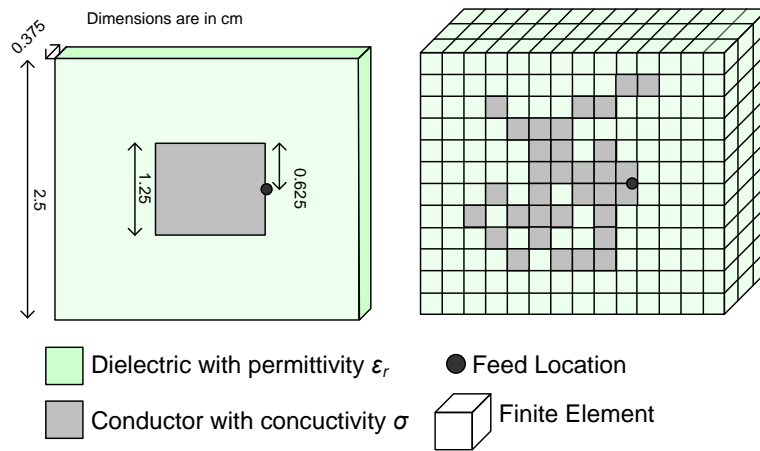 Dimensions are in cm
0.375
2.5
1.25
0.625
Dielectric with permittivity εr
Feed Location
Conductor with concuctivity σ
Finite Element